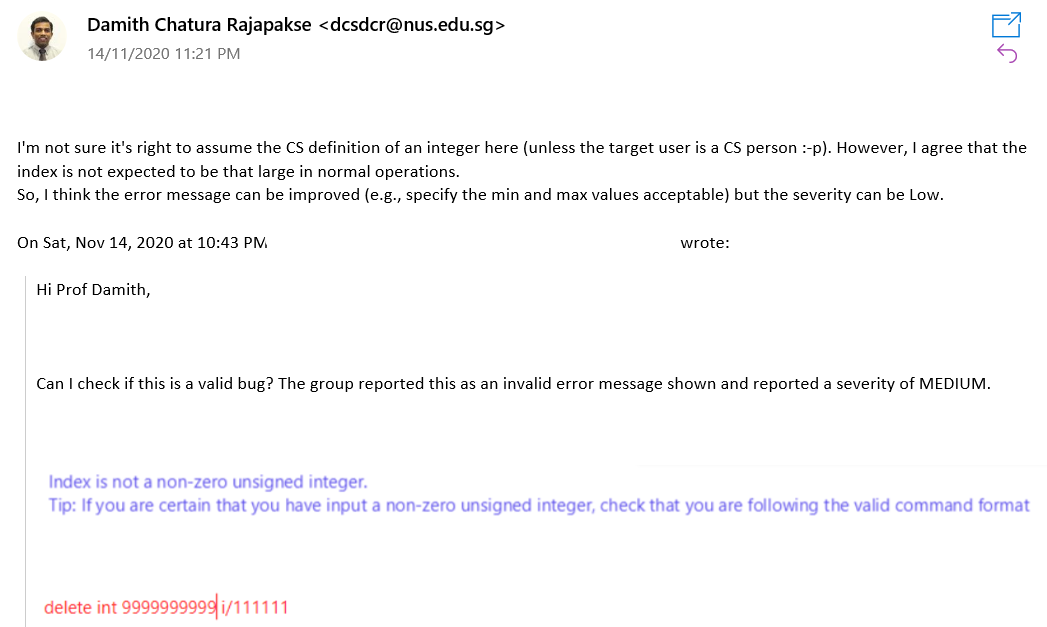 Damith Chatura Rajapakse <dcsdcr@nus.edu.sg>
14/11/2020 11:21 PM
I'm not sure it's right to assume the CS definition of an integer here (unless the target user is a CS person :-p). However, I agree that the
index is not expected to be that large in normal operations.
So, I think the error message can be improved (e.g., specify the min and max values acceptable) but the severity can be Low.
On Sat, Nov 14, 2020 at 10:43 PM wrote:
Hi Prof Damith,
Can I check if this is a valid bug? The group reported this as an invalid error message shown and reported a severity of MEDIUM.
Index is not a non-zero unsigned integer.
Tip: If you are certain that you have input a non-zero unsigned integer, check that you are following the valid command format
delete int 9999999999 i/111111